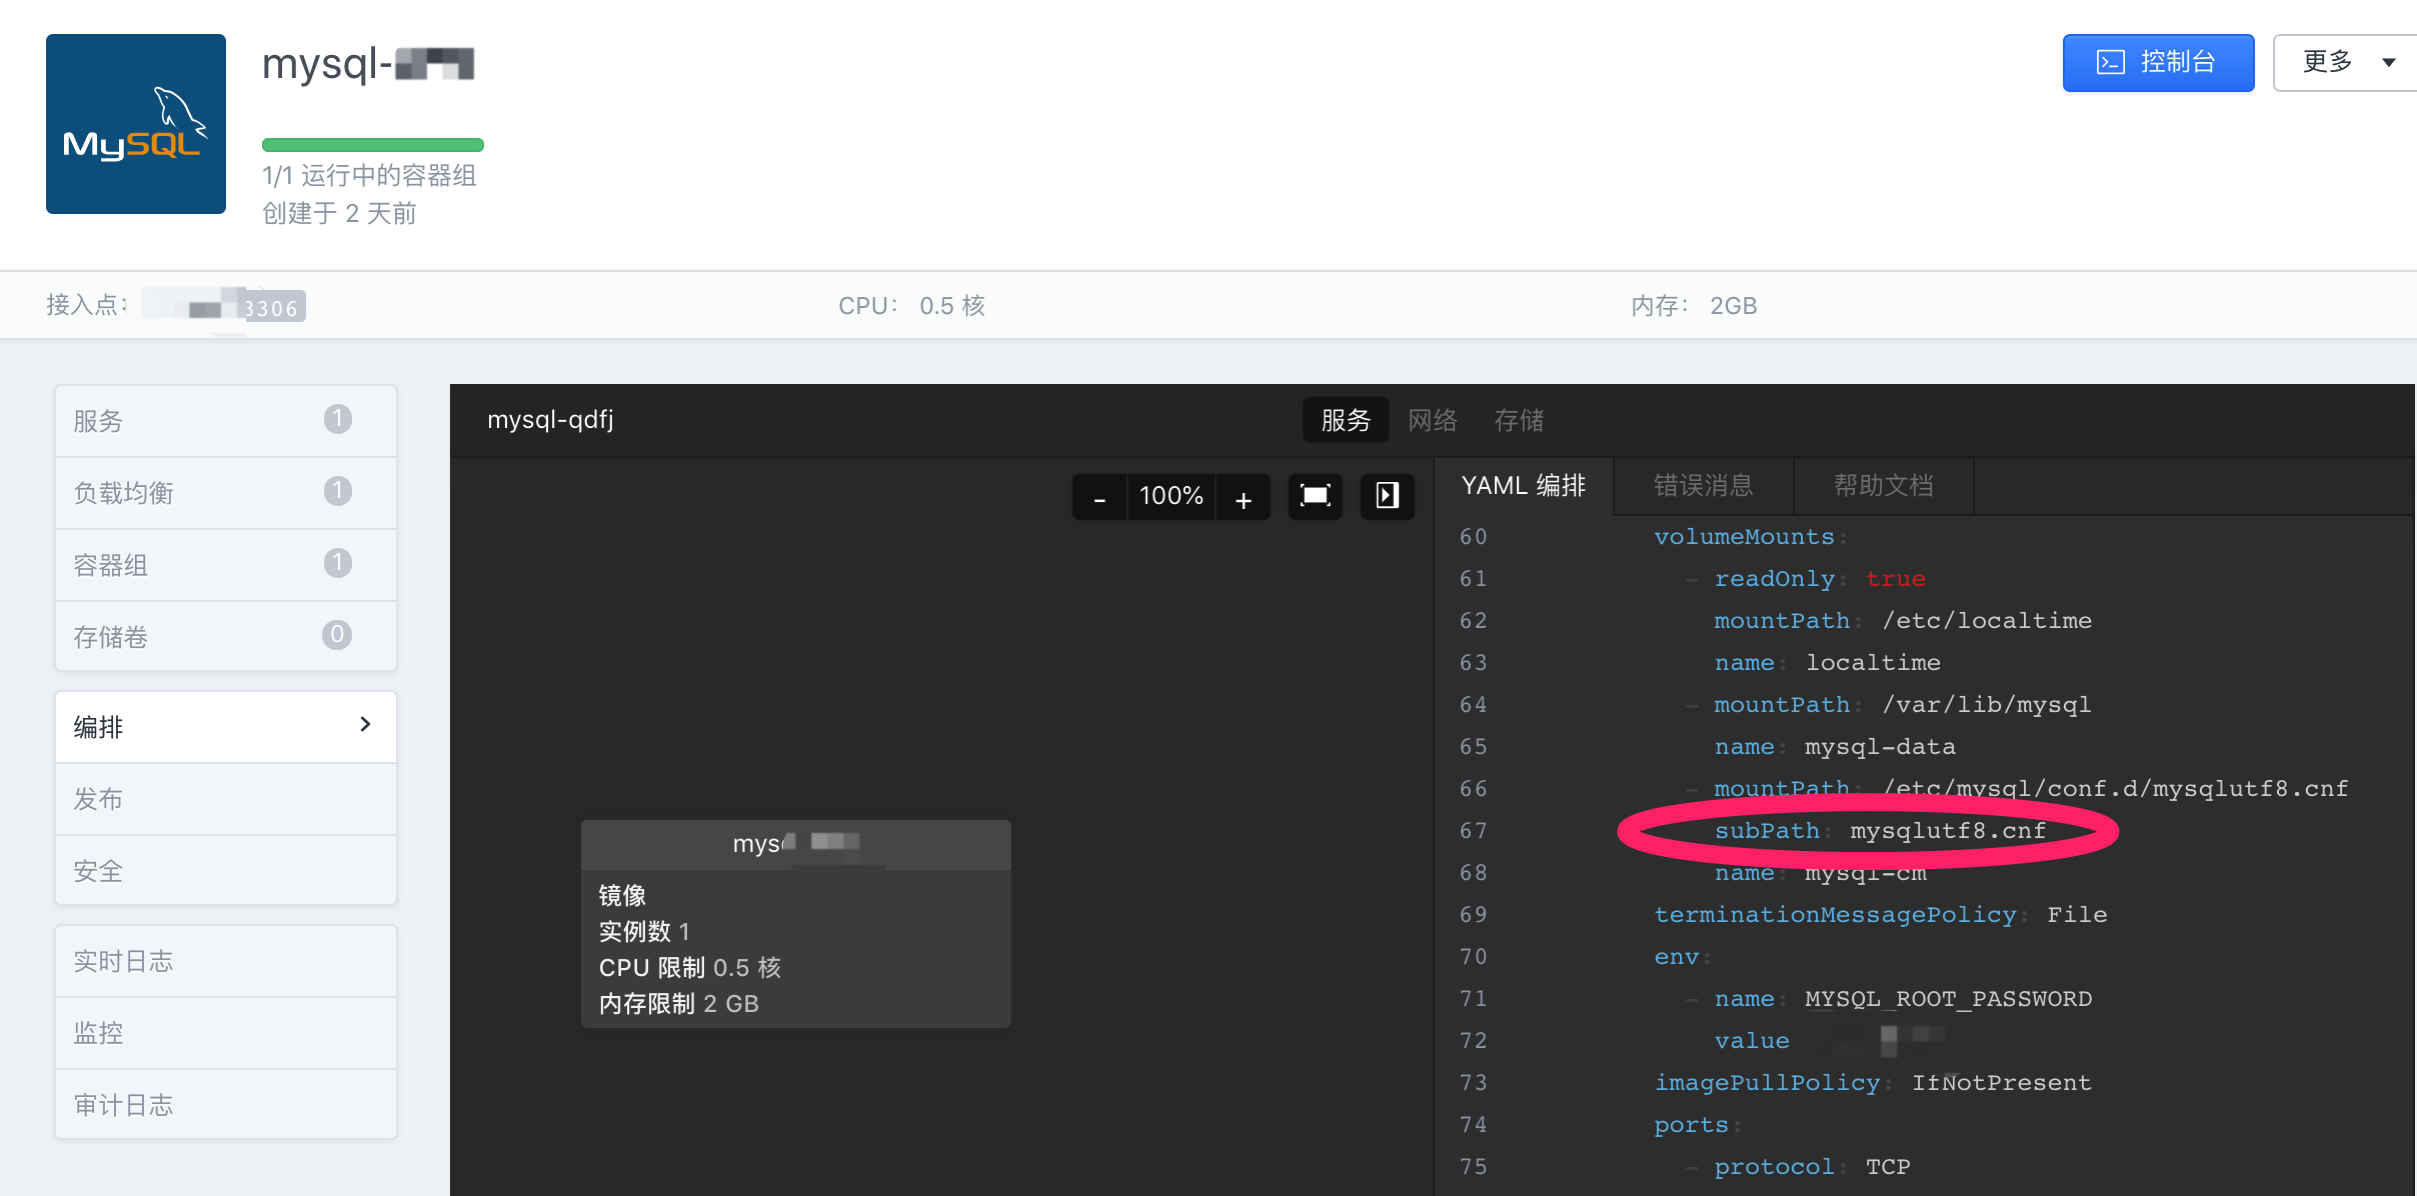 MySQL
mysql-
1/1 运行中的容器组
创建于 2 天前
控制台
更多
接入点: 3306
CPU: 0.5 核
内存: 2GB
服务 1
负载均衡 1
容器组 1
存储卷 0
编排
发布
安全
实时日志
监控
审计日志
mysql-qdfj
服务 网络 存储
- 100% +
mys
镜像
实例数 1
CPU 限制 0.5 核
内存限制 2 GB
YAML 编排 错误消息 帮助文档
60 volumeMounts:
61 - readOnly: true
62 mountPath: /etc/localtime
63 name: localtime
64 - mountPath: /var/lib/mysql
65 name: mysql-data
66 - mountPath: /etc/mysql/conf.d/mysqlutf8.cnf
67 subPath: mysqlutf8.cnf
68 name: mysql-cm
69 terminationMessagePolicy: File
70 env:
71 - name: MYSQL_ROOT_PASSWORD
72 value
73 imagePullPolicy: IfNotPresent
74 ports:
75 - protocol: TCP